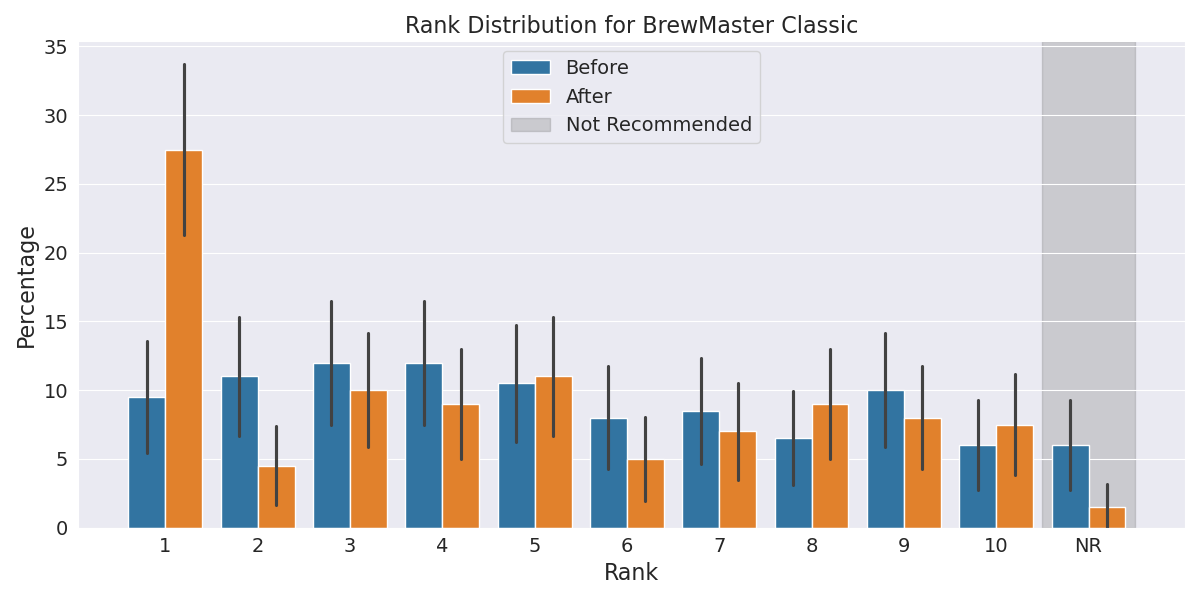 Rank Distribution for BrewMaster Classic
Before
After
Not Recommended
Percentage
35
30
25
20
15
10
5
0
1 2 3 4 5 6 7 8 9 10 NR
Rank